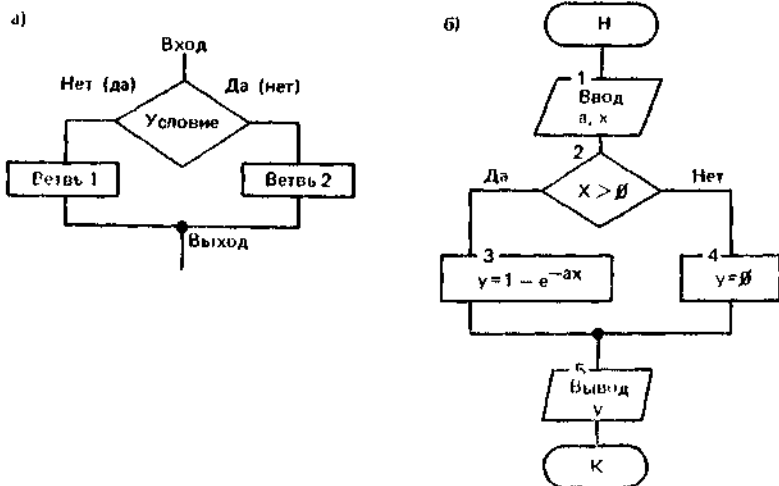 а)
Вход
Нет (да)
Да (нет)
Условие
Ветвь 1
Ветвь 2
Выход
б)
Н
1
Ввод
a, x
2
Да
Нет
X > Ø
3
y = 1 – e^–ax
4
y = Ø
5
Вывод
y
К